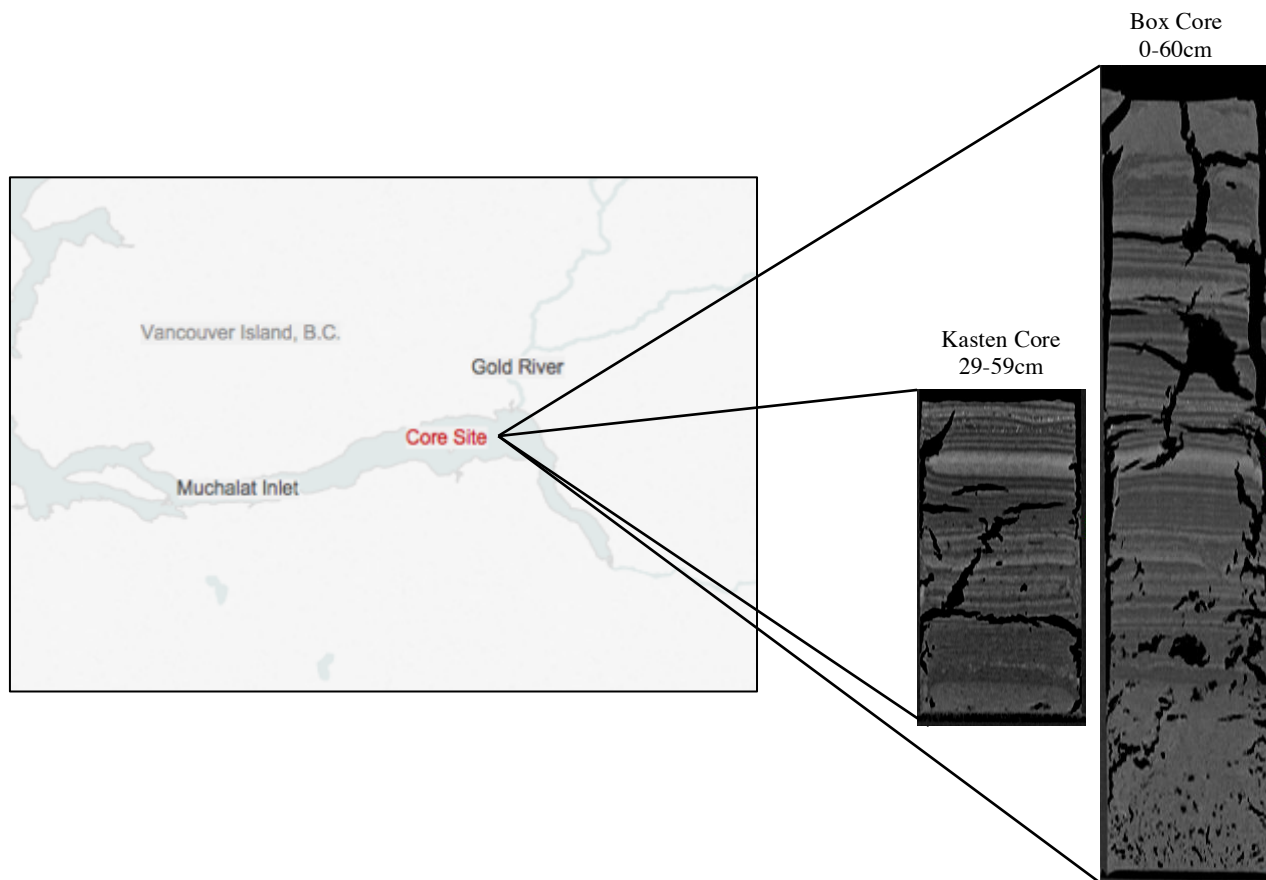 Box Core
0-60cm
Kasten Core
29-59cm
Vancouver Island, B.C.
Gold River
Core Site
Muchalat Inlet